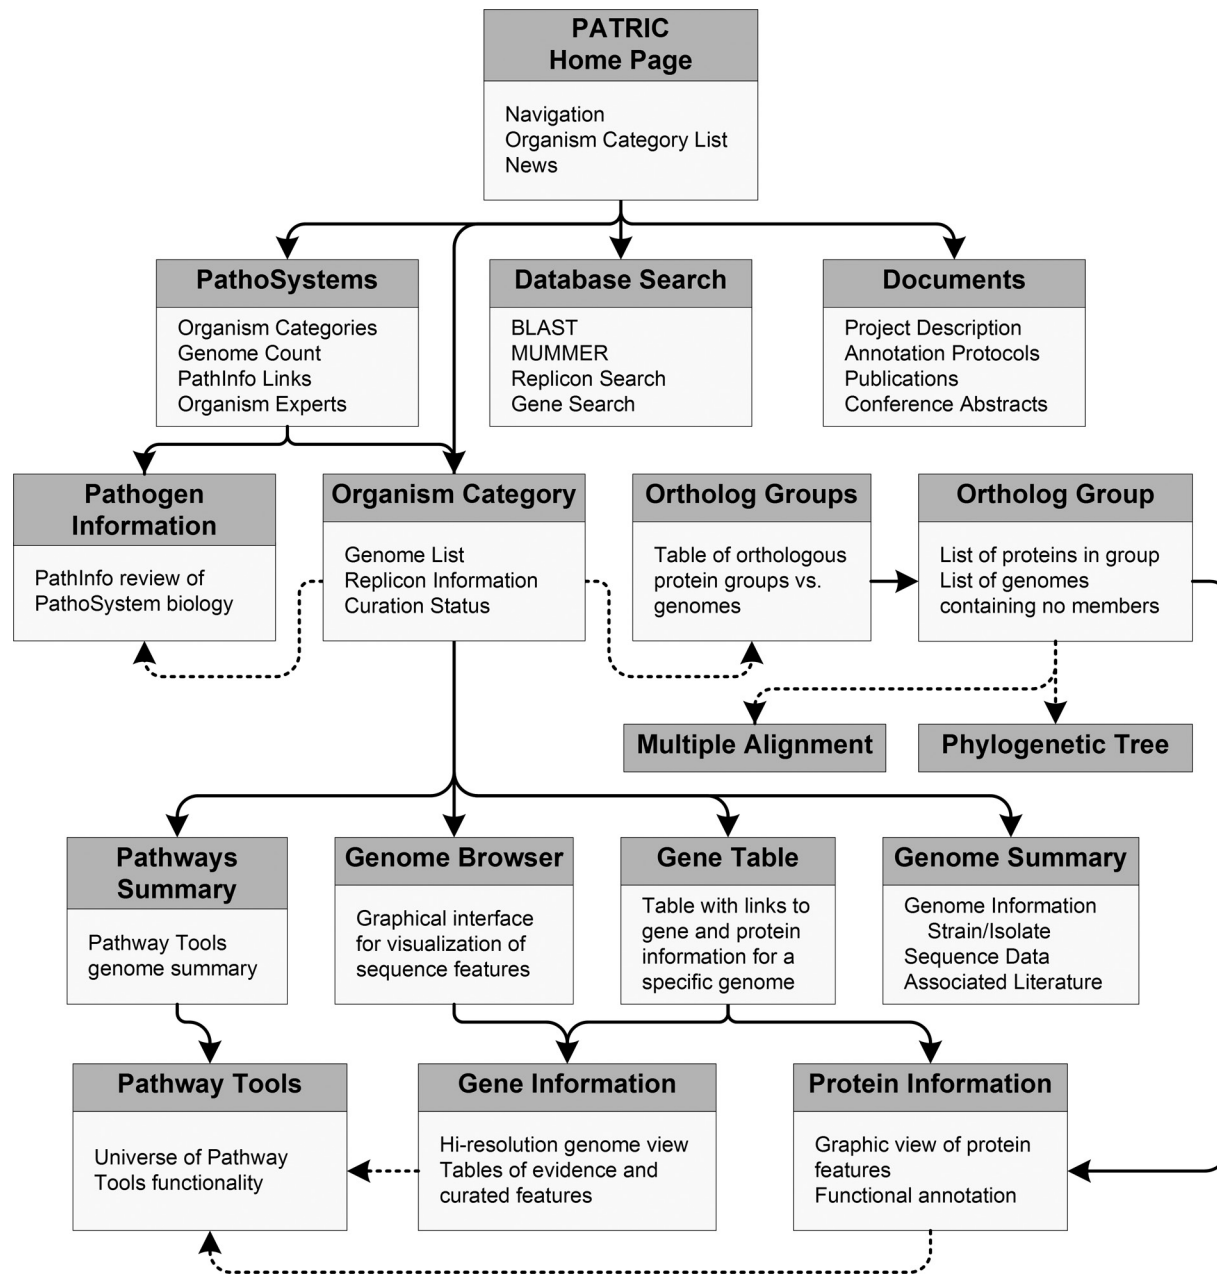 PATRIC
Home Page
Navigation
Organism Category List
News
PathoSystems
Organism Categories
Genome Count
PathInfo Links
Organism Experts
Database Search
BLAST
MUMMER
Replicon Search
Gene Search
Documents
Project Description
Annotation Protocols
Publications
Conference Abstracts
Pathogen
Information
PathInfo review of
PathoSystem biology
Organism Category
Genome List
Replicon Information
Curation Status
Ortholog Groups
Table of orthologous
protein groups vs.
genomes
Ortholog Group
List of proteins in group
List of genomes
containing no members
Multiple Alignment
Phylogenetic Tree
Pathways
Summary
Pathway Tools
genome summary
Genome Browser
Graphical interface
for visualization of
sequence features
Gene Table
Table with links to
gene and protein
information for a
specific genome
Genome Summary
Genome Information
Strain/Isolate
Sequence Data
Associated Literature
Pathway Tools
Universe of Pathway
Tools functionality
Gene Information
Hi-resolution genome view
Tables of evidence and
curated features
Protein Information
Graphic view of protein
features
Functional annotation